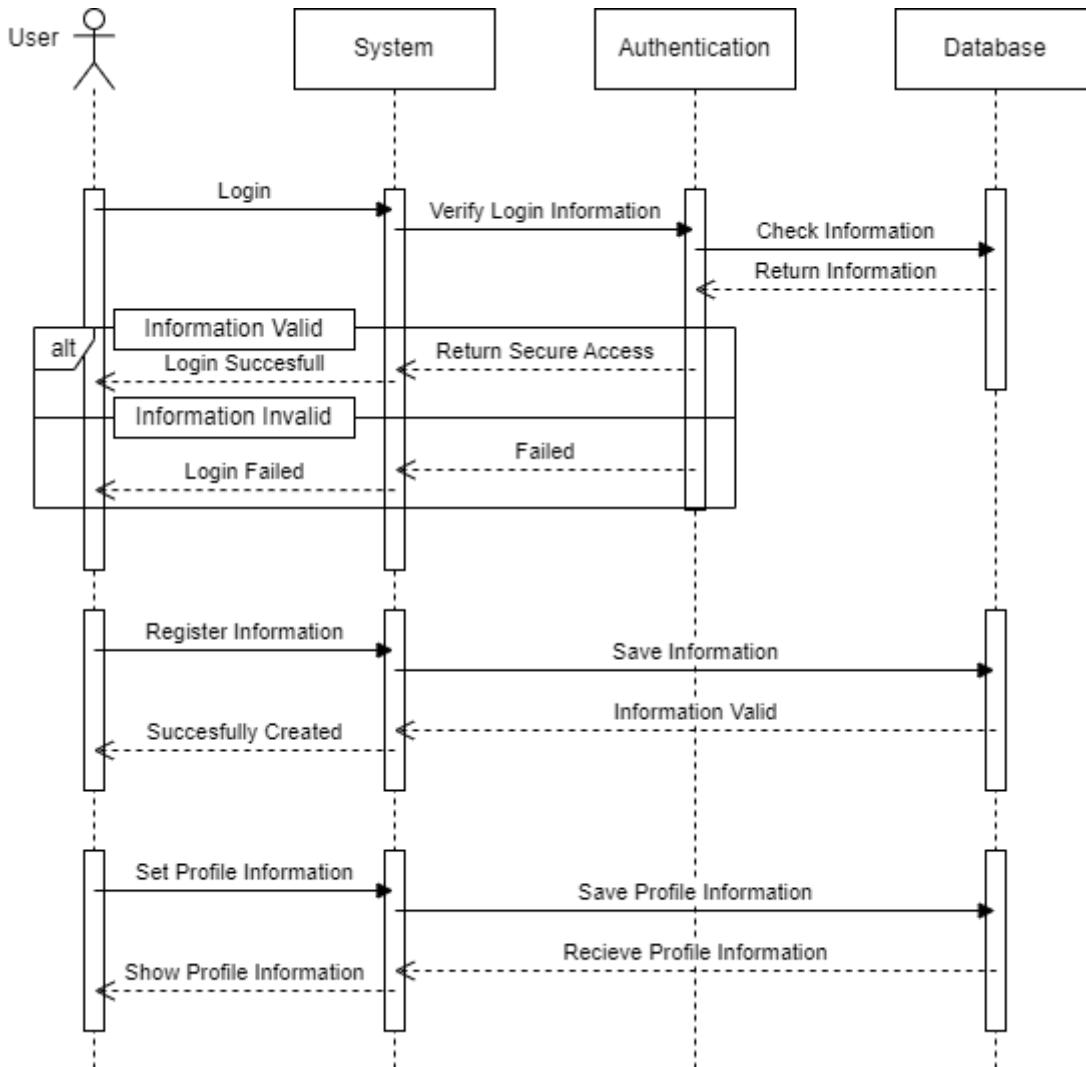 User
System
Authentication
Database
Login
Verify Login Information
Check Information
Return Information
Information Valid
alt
Return Secure Access
Login Succesfull
Information Invalid
Failed
Login Failed
Register Information
Save Information
Information Valid
Succesfully Created
Set Profile Information
Save Profile Information
Recieve Profile Information
Show Profile Information